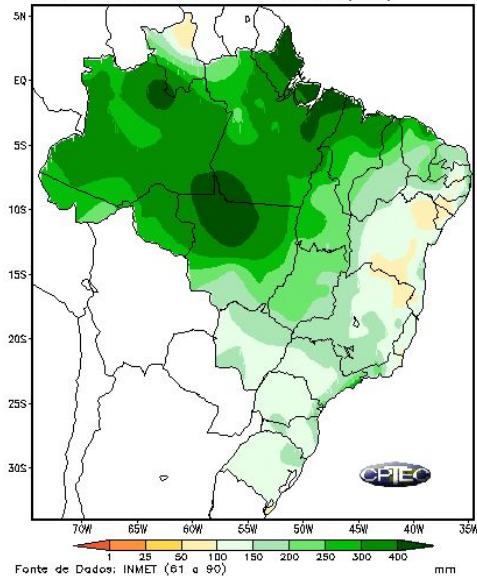 5N
EQ
5S
10S
15S
20S
25S
30S
70W 65W 60W 55W 50W 45W 40W 35W
CPTEC
1 25 50 100 150 200 250 300 400
Fonte de Dados: INMET (61 a 90) mm